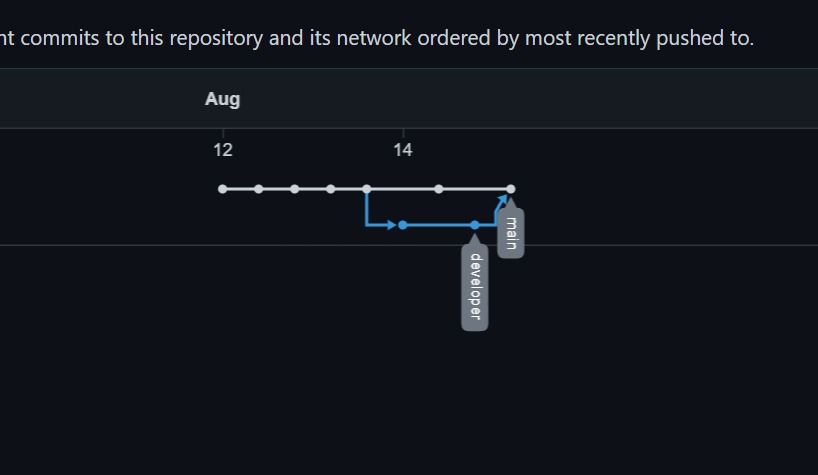 nt commits to this repository and its network ordered by most recently pushed to.
Aug
12 14
main
developer